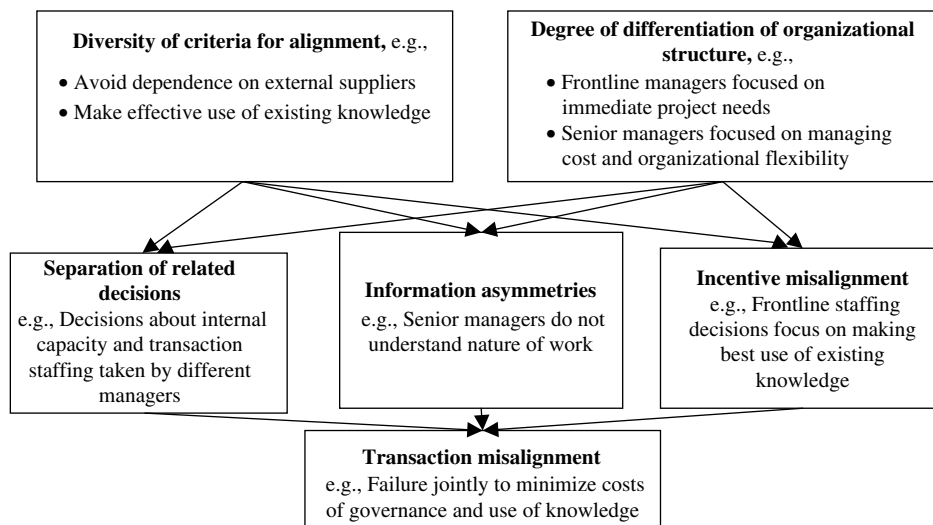 Diversity of criteria for alignment, e.g.,
• Avoid dependence on external suppliers
• Make effective use of existing knowledge
Degree of differentiation of organizational
structure, e.g.,
• Frontline managers focused on
immediate project needs
• Senior managers focused on managing
cost and organizational flexibility
Separation of related
decisions
e.g., Decisions about internal
capacity and transaction
staffing taken by different
managers
Information asymmetries
e.g., Senior managers do not
understand nature of work
Incentive misalignment
e.g., Frontline staffing
decisions focus on making
best use of existing
knowledge
Transaction misalignment
e.g., Failure jointly to minimize costs
of governance and use of knowledge